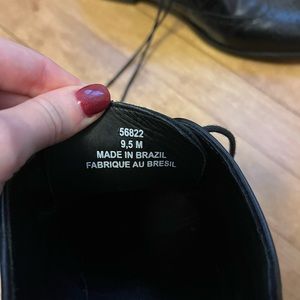 56822
9,5 M
MADE IN BRAZIL
FABRIQUE AU BRESIL